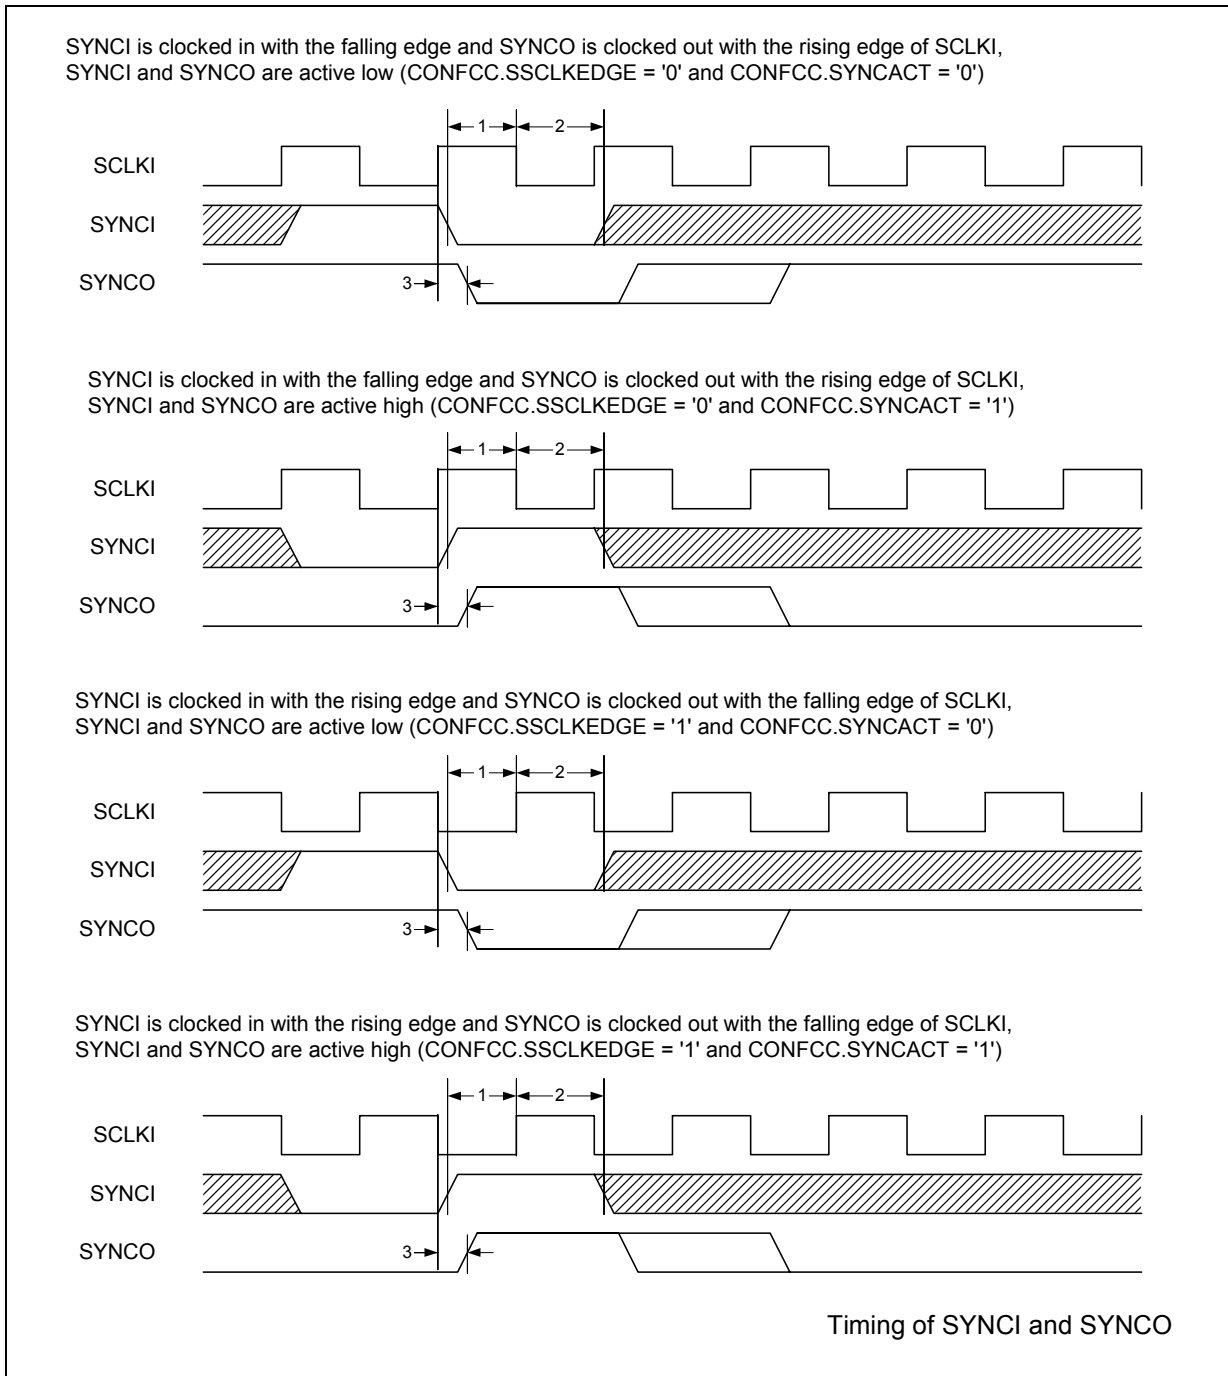 SYNCI is clocked in with the falling edge and SYNCO is clocked out with the rising edge of SCLKI,
SYNCI and SYNCO are active low (CONFCC.SSCLKEDGE = '0' and CONFCC.SYNCACT = '0')
1 2
SCLKI
SYNCI
SYNCO
3
SYNCI is clocked in with the falling edge and SYNCO is clocked out with the rising edge of SCLKI,
SYNCI and SYNCO are active high (CONFCC.SSCLKEDGE = '0' and CONFCC.SYNCACT = '1')
1 2
SCLKI
SYNCI
SYNCO
3
SYNCI is clocked in with the rising edge and SYNCO is clocked out with the falling edge of SCLKI,
SYNCI and SYNCO are active low (CONFCC.SSCLKEDGE = '1' and CONFCC.SYNCACT = '0')
1 2
SCLKI
SYNCI
SYNCO
3
SYNCI is clocked in with the rising edge and SYNCO is clocked out with the falling edge of SCLKI,
SYNCI and SYNCO are active high (CONFCC.SSCLKEDGE = '1' and CONFCC.SYNCACT = '1')
1 2
SCLKI
SYNCI
SYNCO
3
Timing of SYNCI and SYNCO